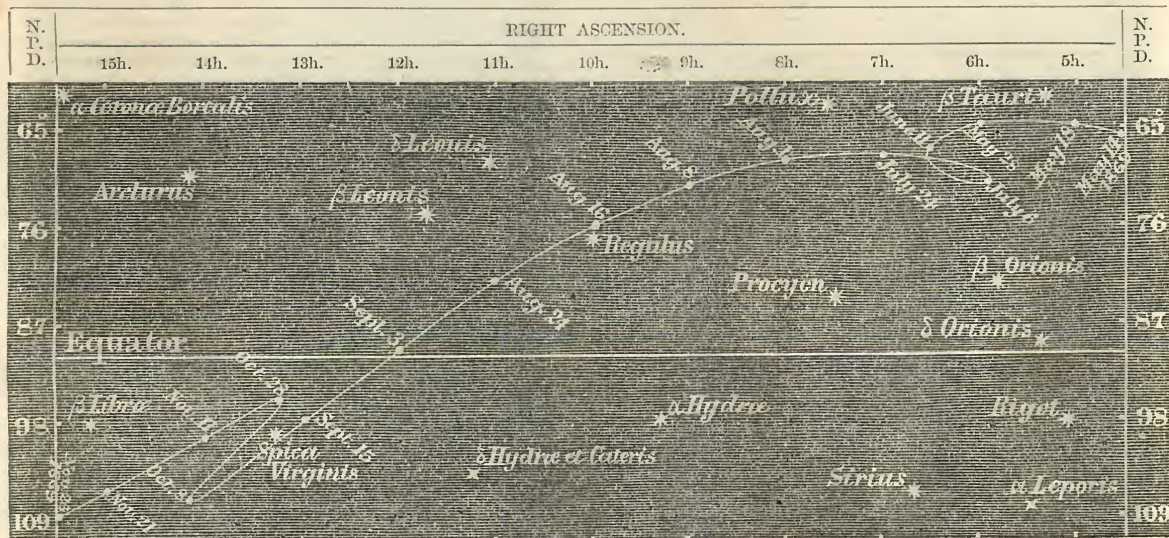 RIGHT ASCENSION.
N. P. D.
15h. 14h. 13h. 12h. 11h. 10h. 9h. 8h. 7h. 6h. 5h.
N. P. D.
α Coronæ Borealis
Pollux
β Tauri
65
65
δ Leonis
Aug. 1
June 11
May 25
May 18
Arcturus
Aug. 8
July 24
July 6
β Leonis
Aug. 16
76
76
Regulus
β Orionis
Procyon
Aug. 24
87
87
Sept. 3
δ Orionis
Equator
Oct. 28
β Libræ
Nov. 11
α Hydræ
Rigel
98
98
Sept. 15
Spica
Virginis
δ Hydræ et Cateris
Oct. 8
Sirius
α Leporis
Nov. 21
109
109